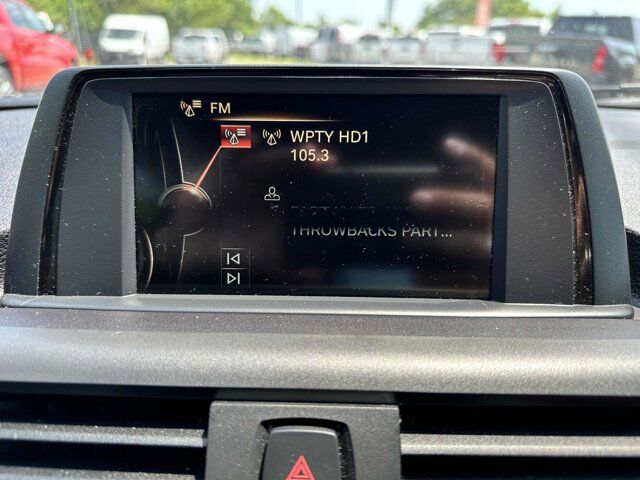 FM
WPTY HD1
105.3
THROWBACKS PART...